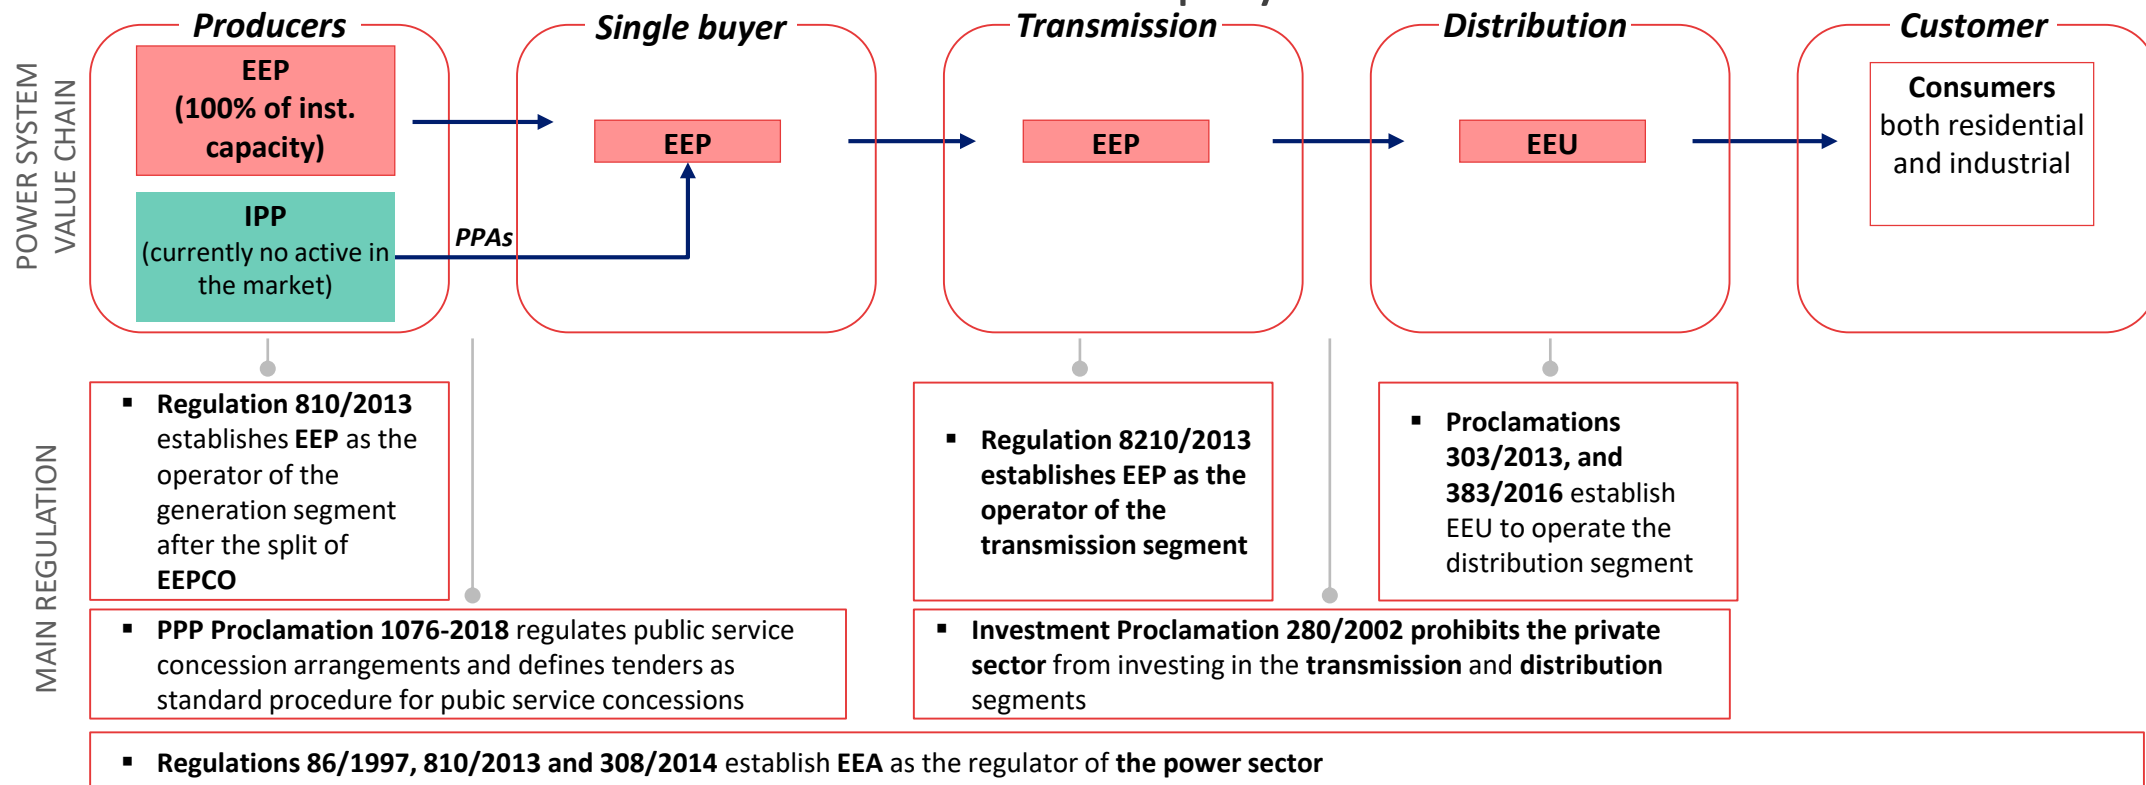 Producers
Single buyer
Transmission
Distribution
Customer
POWER SYSTEM
VALUE CHAIN
EEP
(100% of inst.
capacity)
IPP
(currently no active in
the market)
PPAs
EEP
EEP
EEU
Consumers
both residential
and industrial
MAIN REGULATION
▪ Regulation 810/2013
establishes EEP as the
operator of the
generation segment
after the split of
EEPCO
▪ Regulation 8210/2013
establishes EEP as the
operator of the
transmission segment
▪ Proclamations
303/2013, and
383/2016 establish
EEU to operate the
distribution segment
▪ PPP Proclamation 1076-2018 regulates public service
concession arrangements and defines tenders as
standard procedure for pubic service concessions
▪ Investment Proclamation 280/2002 prohibits the private
sector from investing in the transmission and distribution
segments
▪ Regulations 86/1997, 810/2013 and 308/2014 establish EEA as the regulator of the power sector